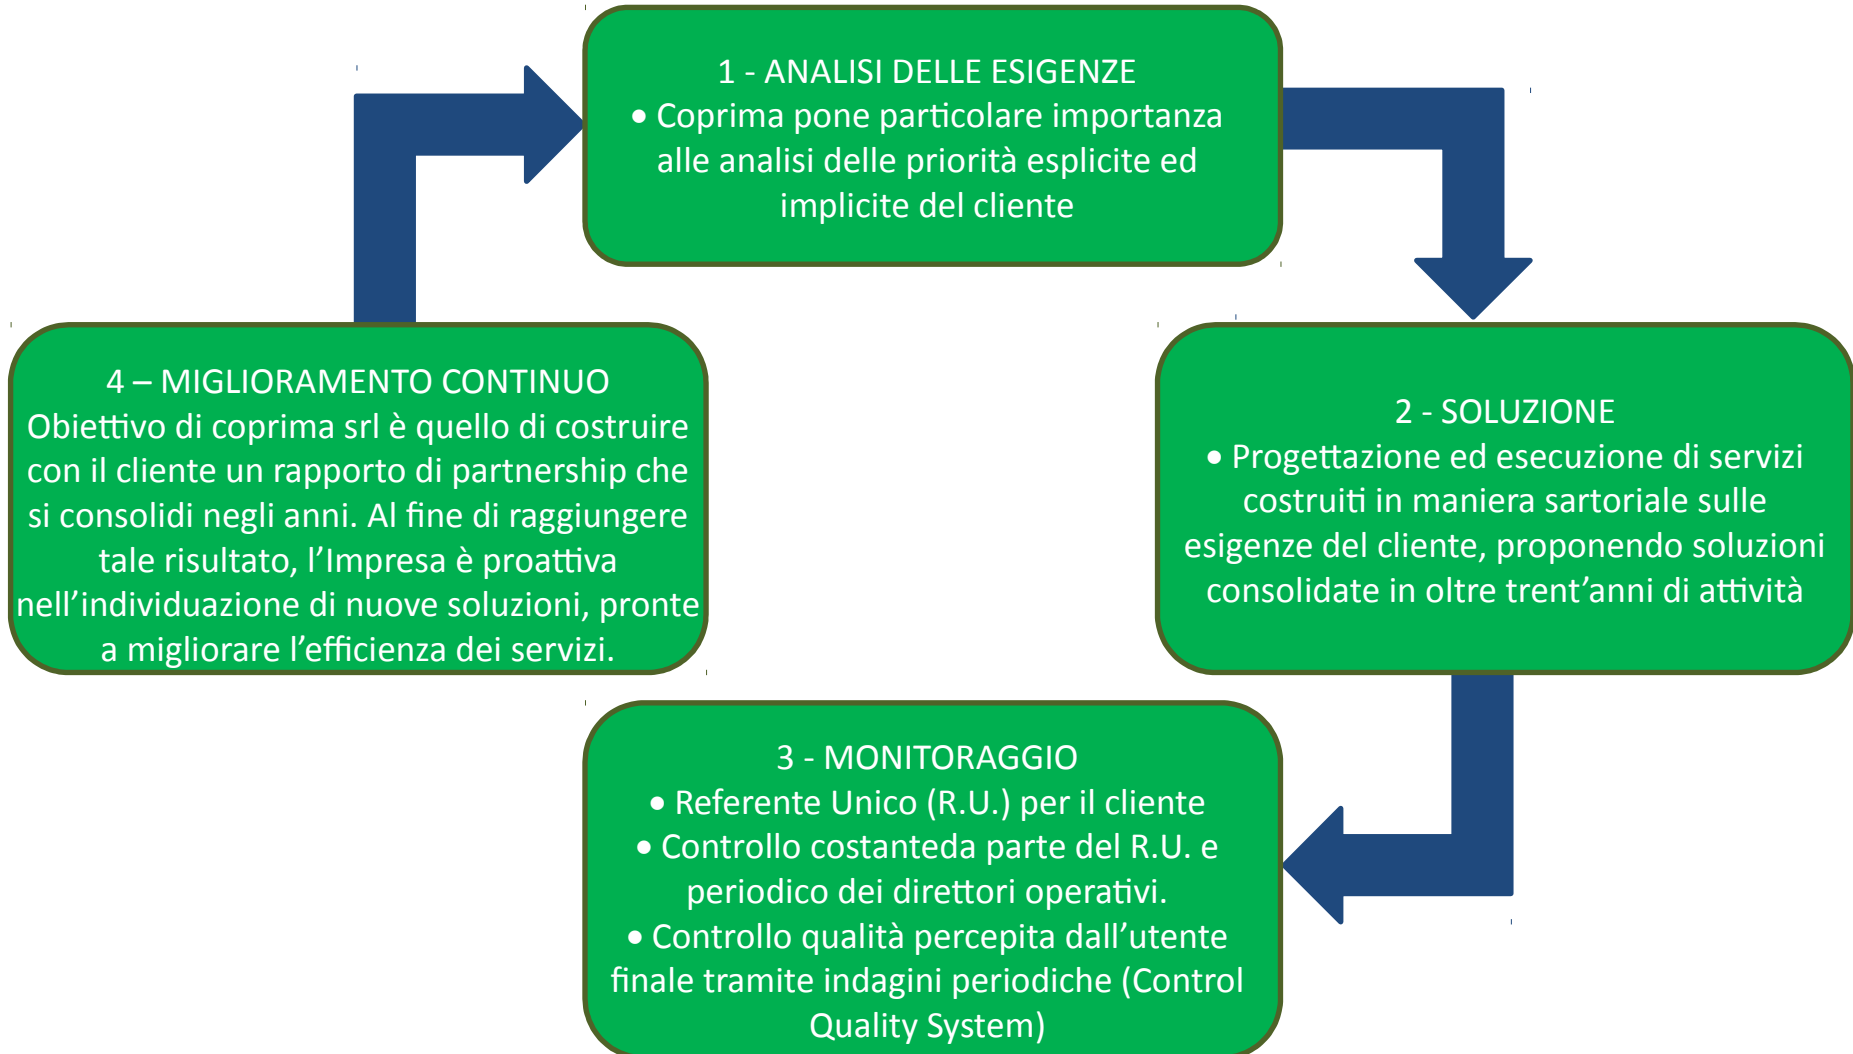 1 - ANALISI DELLE ESIGENZE
• Coprima pone particolare importanza
alle analisi delle priorità esplicite ed
implicite del cliente
2 - SOLUZIONE
• Progettazione ed esecuzione di servizi
costruiti in maniera sartoriale sulle
esigenze del cliente, proponendo soluzioni
consolidate in oltre trent’anni di attività
3 - MONITORAGGIO
• Referente Unico (R.U.) per il cliente
• Controllo costanteda parte del R.U. e
periodico dei direttori operativi.
• Controllo qualità percepita dall’utente
finale tramite indagini periodiche (Control
Quality System)
4 – MIGLIORAMENTO CONTINUO
Obiettivo di coprima srl è quello di costruire
con il cliente un rapporto di partnership che
si consolidi negli anni. Al fine di raggiungere
tale risultato, l’Impresa è proattiva
nell’individuazione di nuove soluzioni, pronte
a migliorare l’efficienza dei servizi.